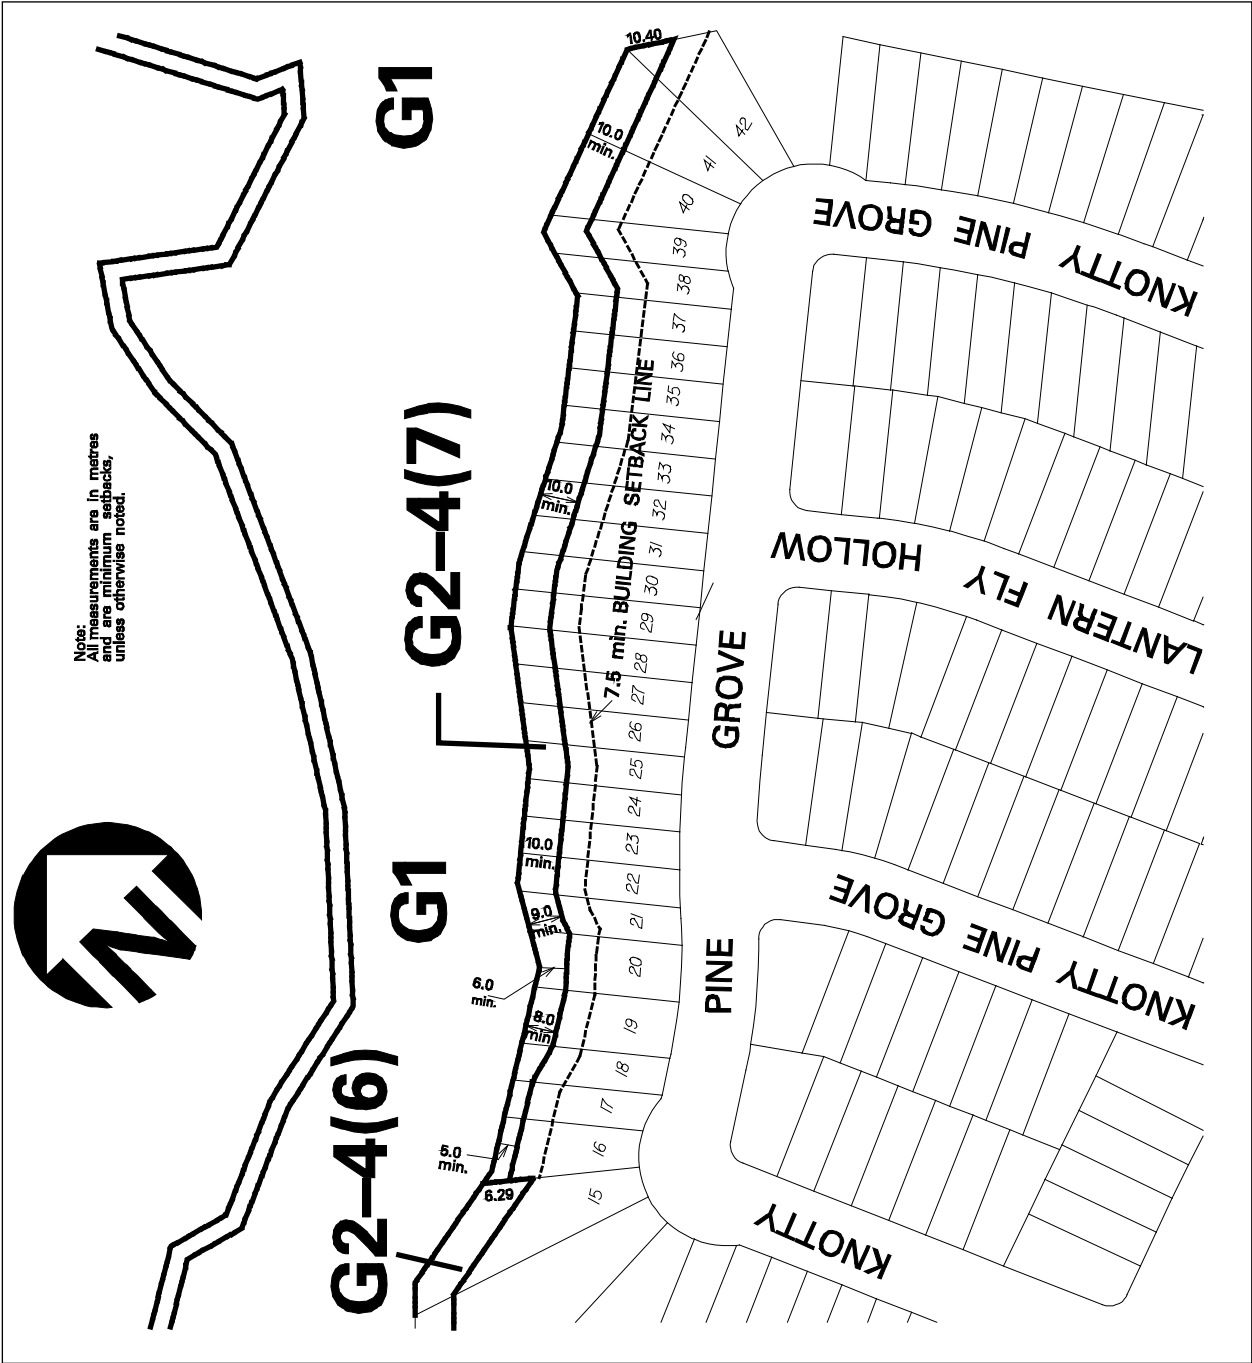 10.40
G1
10.0
min.
42
41
40
39
38
37
36
35
34
33
32
31
30
29
28
27
26
25
24
23
22
21
20
19
18
17
16
15
KNOTTY PINE GROVE
G2-4(7)
Note:
All measurements are in metres
and are minimum setbacks,
unless otherwise noted.
10.0
min.
7.5 min. BUILDING SETBACK LINE
LANTERN FLY HOLLOW
N
G1
10.0
min.
9.0
min.
6.0
min.
8.0
min
KNOTTY PINE GROVE
G2-4(6)
5.0
min.
6.29
KNOTTY PINE GROVE